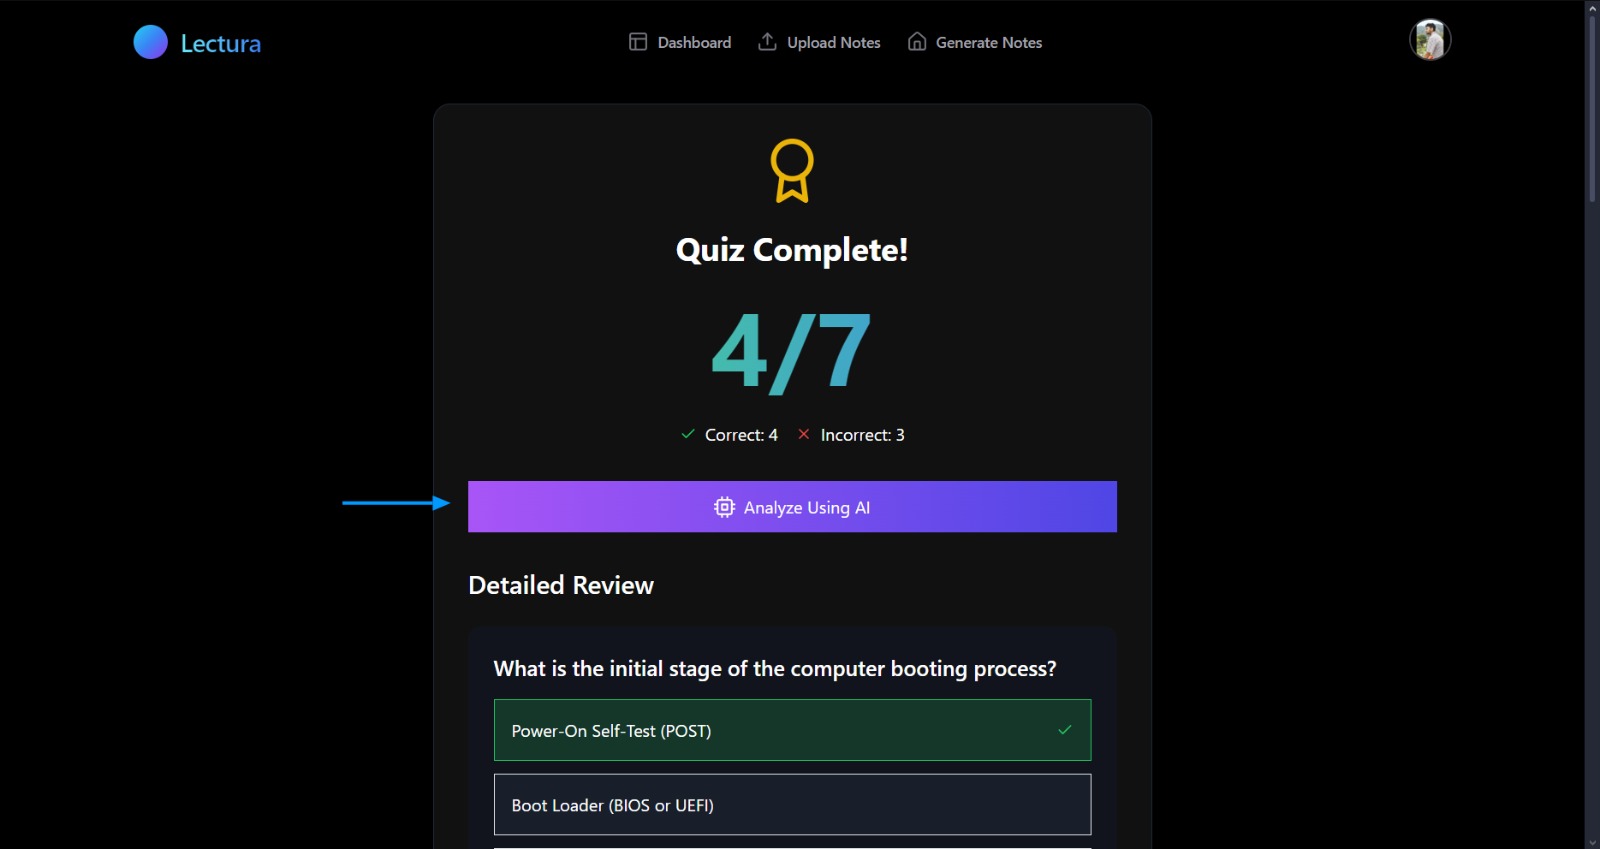 Lectura
Dashboard
Upload Notes
Generate Notes
Quiz Complete!
4/7
Correct: 4
Incorrect: 3
Analyze Using AI
Detailed Review
What is the initial stage of the computer booting process?
Power-On Self-Test (POST)
Boot Loader (BIOS or UEFI)